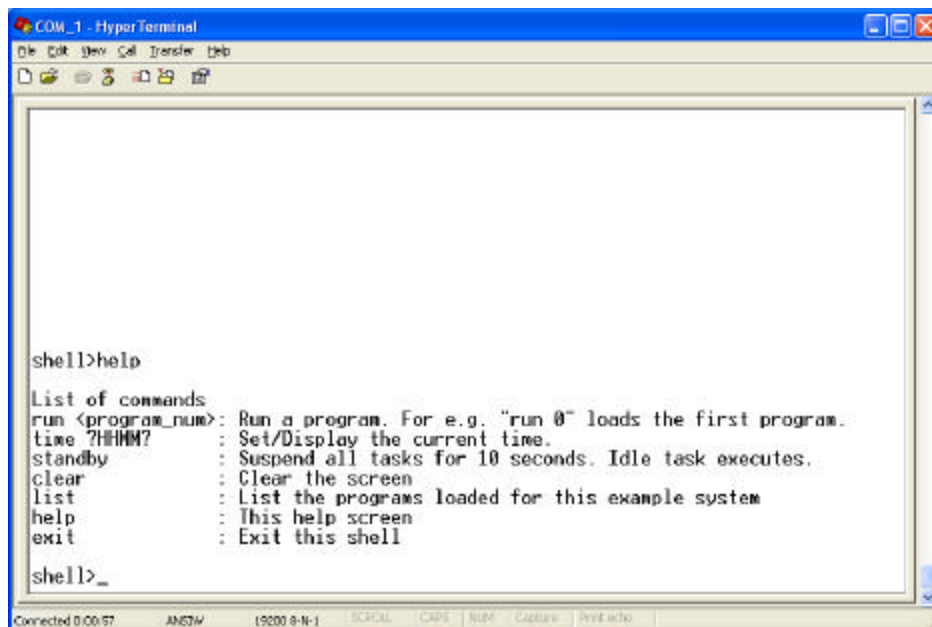 COM_1 - HyperTerminal
File Edit View Call Transfer Help
shell>help
List of commands
run <program_num>: Run a program. For e.g. "run 0" loads the first program.
time ?HHMM? : Set/Display the current time.
standby : Suspend all tasks for 10 seconds. Idle task executes.
clear : Clear the screen
list : List the programs loaded for this example system
help : This help screen
exit : Exit this shell
shell>_
Connected 0:00:57 ANSIW 19200 8-N-1 SCROLL CAPS NUM Capture Print echo